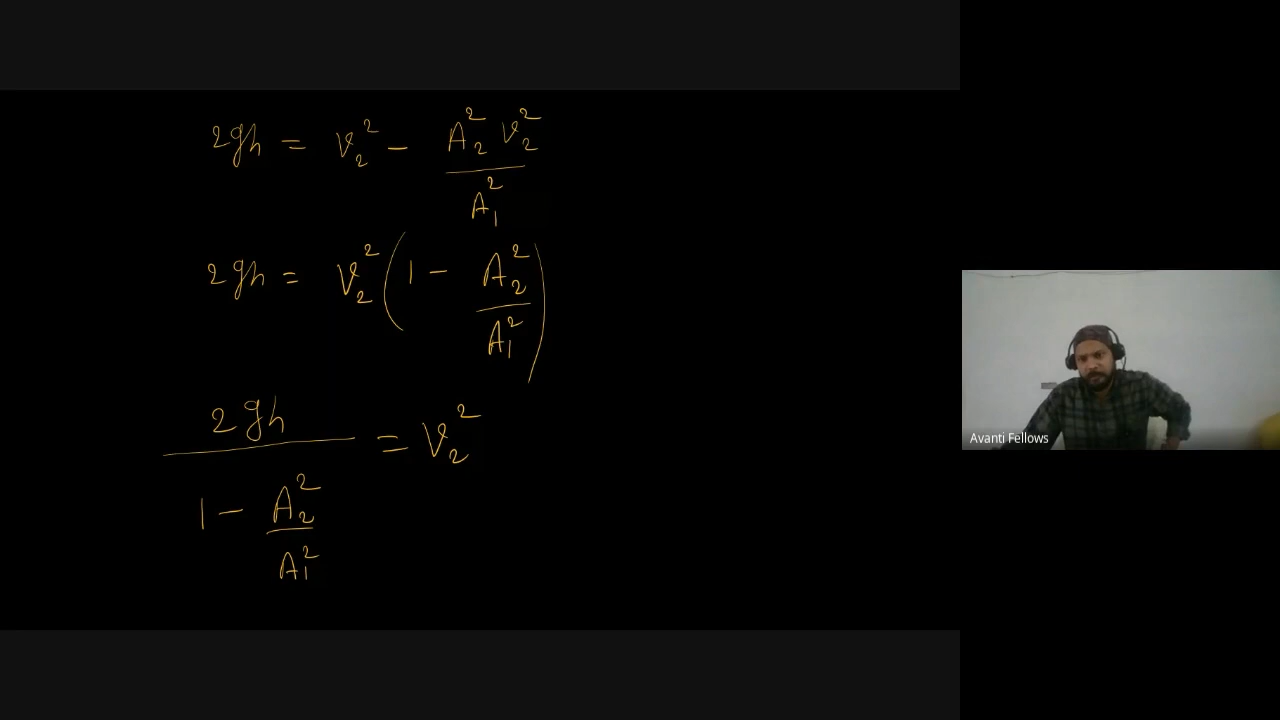 2gh = V₂² - A₂² V₂² / A₁²
2gh = V₂² (1 - A₂² / A₁²)
2gh / (1 - A₂² / A₁²) = V₂²
Avanti Fellows